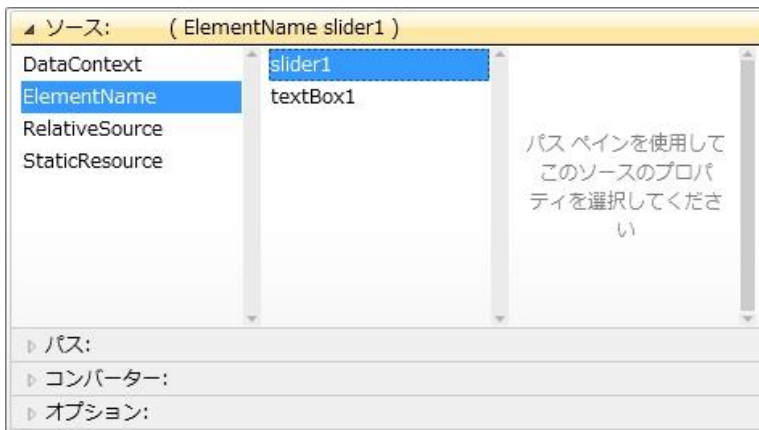 ソース: ( ElementName slider1 )
DataContext
ElementName
RelativeSource
StaticResource
slider1
textBox1
パス ペインを使用して
このソースのプロパ
ティを選択してくださ
い
パス:
コンバーター:
オプション: